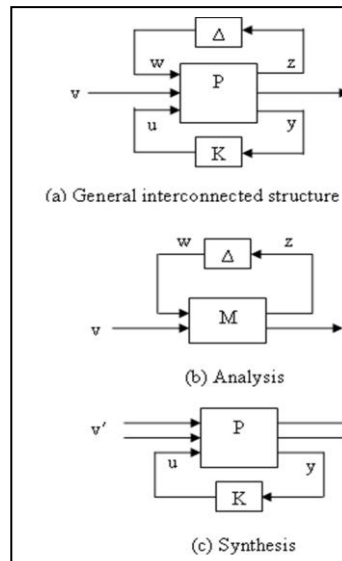 Δ
w z
P
v
u y
K
(a) General interconnected structure
w z
Δ
M
v
(b) Analysis
v'
P
u y
K
(c) Synthesis